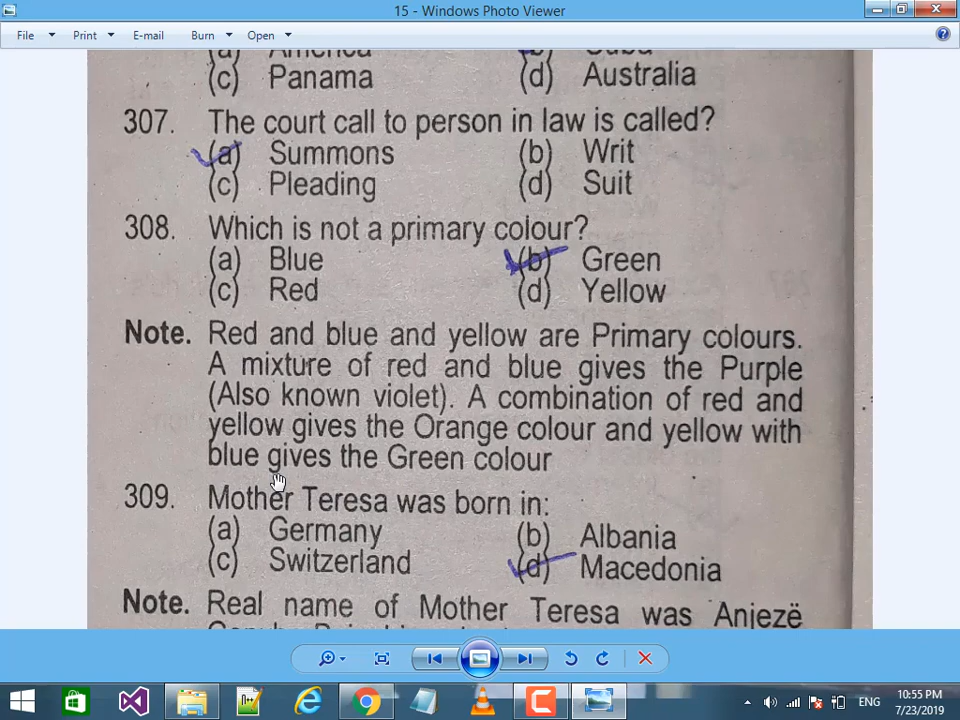 15 - Windows Photo Viewer
File Print E-mail Burn Open
(a) America (b) Cuba
(c) Panama (d) Australia
307. The court call to person in law is called?
(a) Summons (b) Writ
(c) Pleading (d) Suit
308. Which is not a primary colour?
(a) Blue (b) Green
(c) Red (d) Yellow
Note. Red and blue and yellow are Primary colours.
A mixture of red and blue gives the Purple
(Also known violet). A combination of red and
yellow gives the Orange colour and yellow with
blue gives the Green colour
309. Mother Teresa was born in:
(a) Germany (b) Albania
(c) Switzerland (d) Macedonia
Note. Real name of Mother Teresa was Anjezë
ENG
10:55 PM
7/23/2019